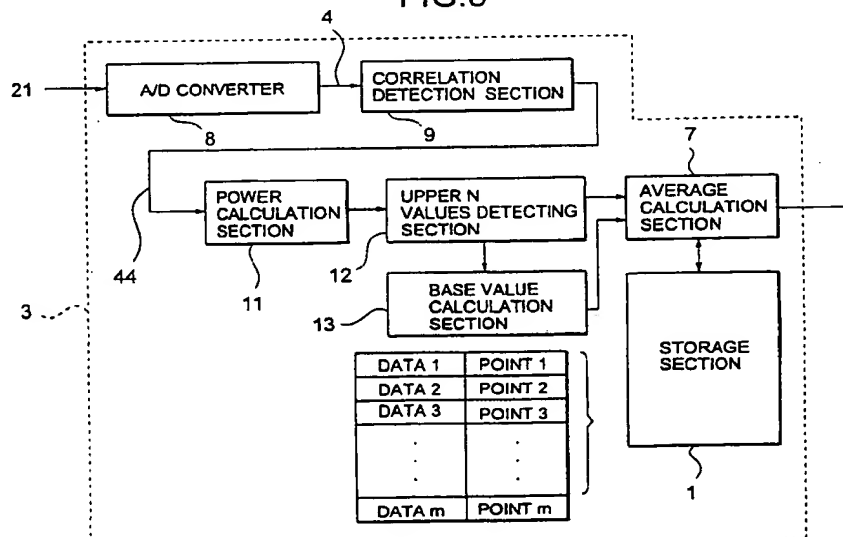 4
21
A/D CONVERTER
CORRELATION
DETECTION SECTION
8
9
7
44
POWER
CALCULATION
SECTION
UPPER N
VALUES DETECTING
SECTION
AVERAGE
CALCULATION
SECTION
11
12
3
13
BASE VALUE
CALCULATION
SECTION
STORAGE
SECTION
DATA 1 POINT 1
DATA 2 POINT 2
DATA 3 POINT 3
. .
. .
. .
DATA m POINT m
1